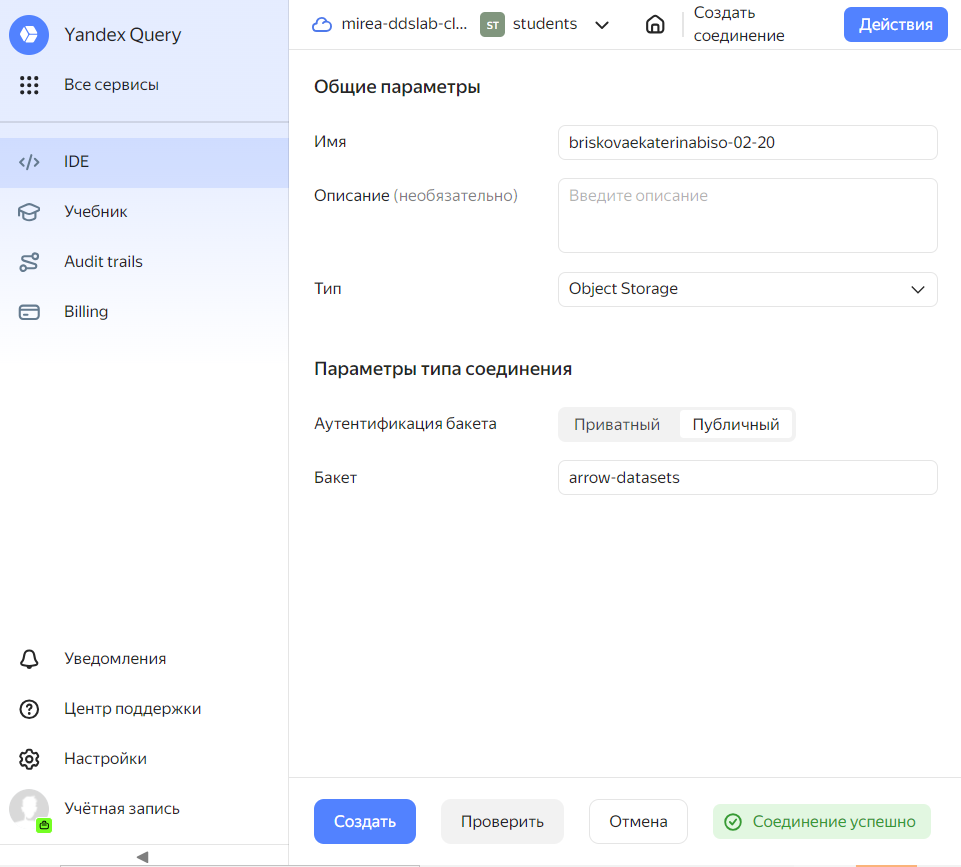 Yandex Query
Все сервисы
IDE
Учебник
Audit trails
Billing
Уведомления
Центр поддержки
Настройки
Учётная запись
mirea-ddslab-cl...
ST
students
Создать
соединение
Действия
Общие параметры
Имя
briskovaekaterinabiso-02-20
Описание (необязательно)
Введите описание
Тип
Object Storage
Параметры типа соединения
Аутентификация бакета
Приватный
Публичный
Бакет
arrow-datasets
Создать
Проверить
Отмена
Соединение успешно